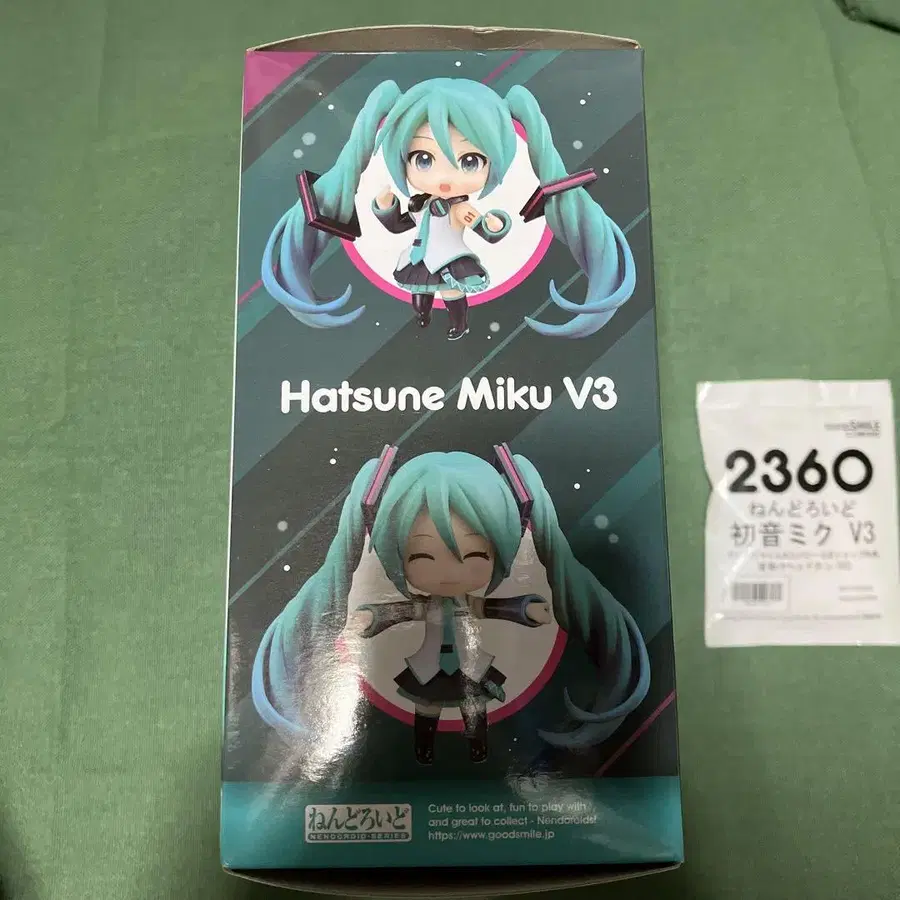 Hatsune Miku V3
ねんどろいど
NENDOROID-SERIES
Cute to look at, fun to play with
and great to collect - Nendoroids!
https://www.goodsmile.jp
2360
ねんどろいど
初音ミク V3